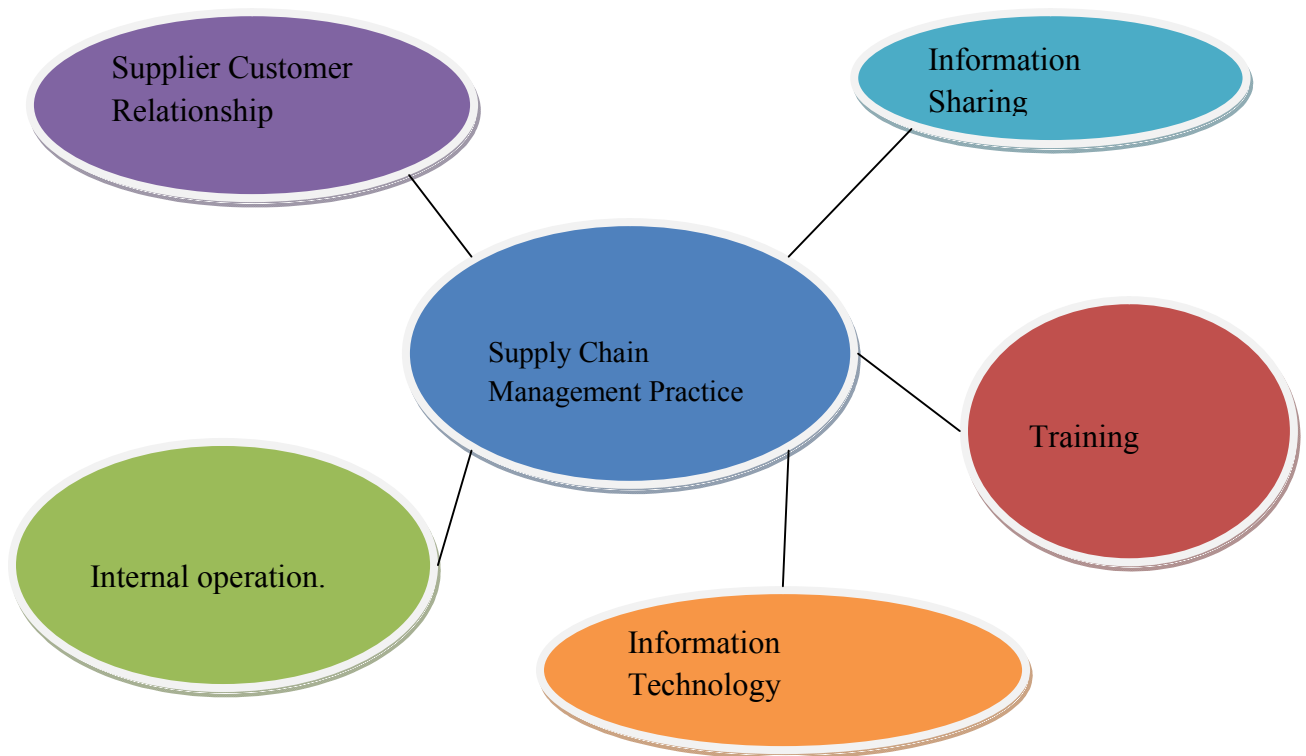 Supplier Customer
Relationship
Information
Sharing
Supply Chain
Management Practice
Training
Internal operation.
Information
Technology